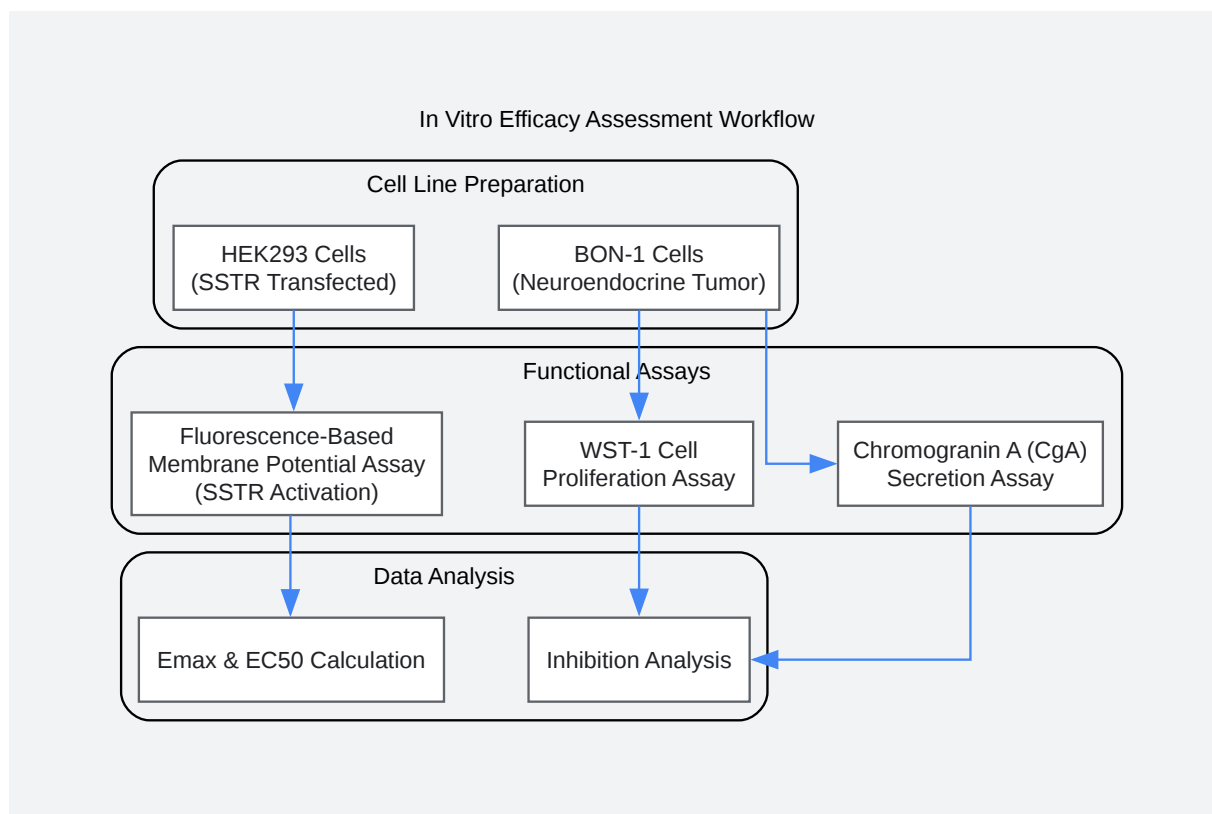 In Vitro Efficacy Assessment Workflow
Cell Line Preparation
HEK293 Cells
(SSTR Transfected)
BON-1 Cells
(Neuroendocrine Tumor)
Functional Assays
Fluorescence-Based
Membrane Potential Assay
(SSTR Activation)
WST-1 Cell
Proliferation Assay
Chromogranin A (CgA)
Secretion Assay
Data Analysis
Emax & EC50 Calculation
Inhibition Analysis